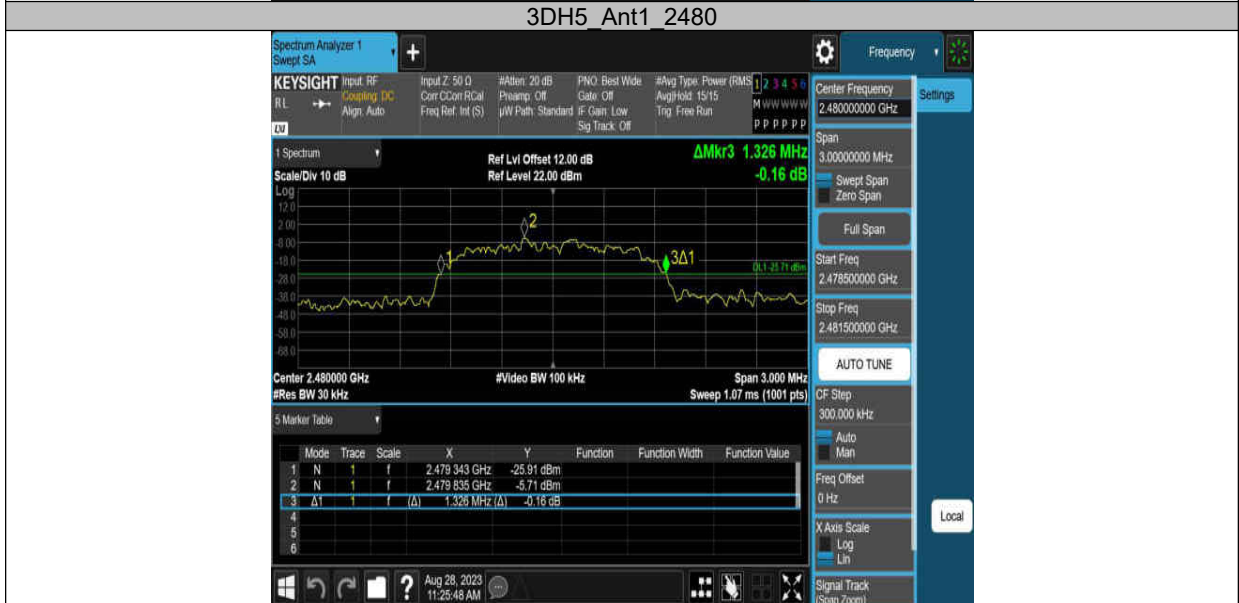 3DH5_Ant1_2480
Spectrum Analyzer 1
Swept SA
+
Frequency
KEYSIGHT
RL
Input: RF
Coupling: DC
Align: Auto
Input Z: 50 Ω
Corr CCorr RCal
Freq Ref: Int (S)
#Atten: 20 dB
Preamp: Off
µW Path: Standard
PNO: Best Wide
Gate: Off
IF Gain: Low
Sig Track: Off
#Avg Type: Power (RMS
Avg|Hold: 15/15
Trig: Free Run
1 2 3 4 5 6
M W W W W W
P P P P P P
LXI
Center Frequency
2.480000000 GHz
Settings
1 Spectrum
Ref Lvl Offset 12.00 dB
ΔMkr3 1.326 MHz
Scale/Div 10 dB
Ref Level 22.00 dBm
-0.16 dB
Log
12.0
2.00
-8.00
-18.0
-28.0
-38.0
-48.0
-58.0
-68.0
1
2
3Δ1
DL1 -25.71 dBm
Center 2.480000 GHz
#Video BW 100 kHz
Span 3.000 MHz
#Res BW 30 kHz
Sweep 1.07 ms (1001 pts)
Span
3.00000000 MHz
Swept Span
Zero Span
Full Span
Start Freq
2.478500000 GHz
Stop Freq
2.481500000 GHz
AUTO TUNE
CF Step
300.000 kHz
Auto
Man
Freq Offset
0 Hz
X Axis Scale
Log
Lin
Signal Track
(Span Zoom)
Local
5 Marker Table
Mode Trace Scale X Y Function Function Width Function Value
1 N 1 f 2.479 343 GHz -25.91 dBm
2 N 1 f 2.479 835 GHz -5.71 dBm
3 Δ1 1 f (Δ) 1.326 MHz (Δ) -0.16 dB
4
5
6
?
Aug 28, 2023
11:25:48 AM